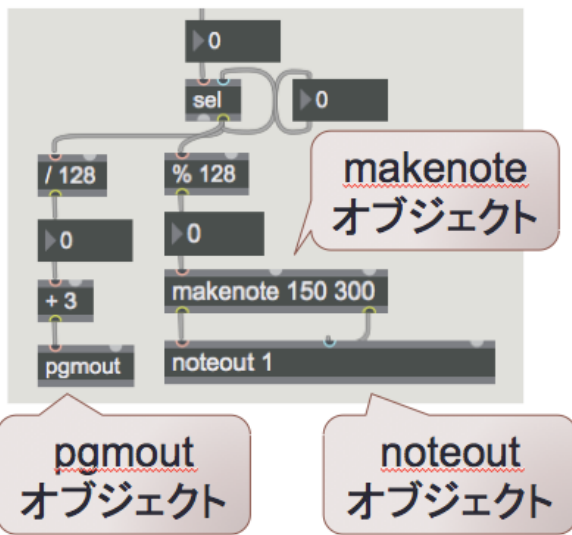 0
sel
0
/ 128
% 128
makenote
オブジェクト
0
0
+ 3
makenote 150 300
pgmout
noteout 1
pgmout
オブジェクト
noteout
オブジェクト